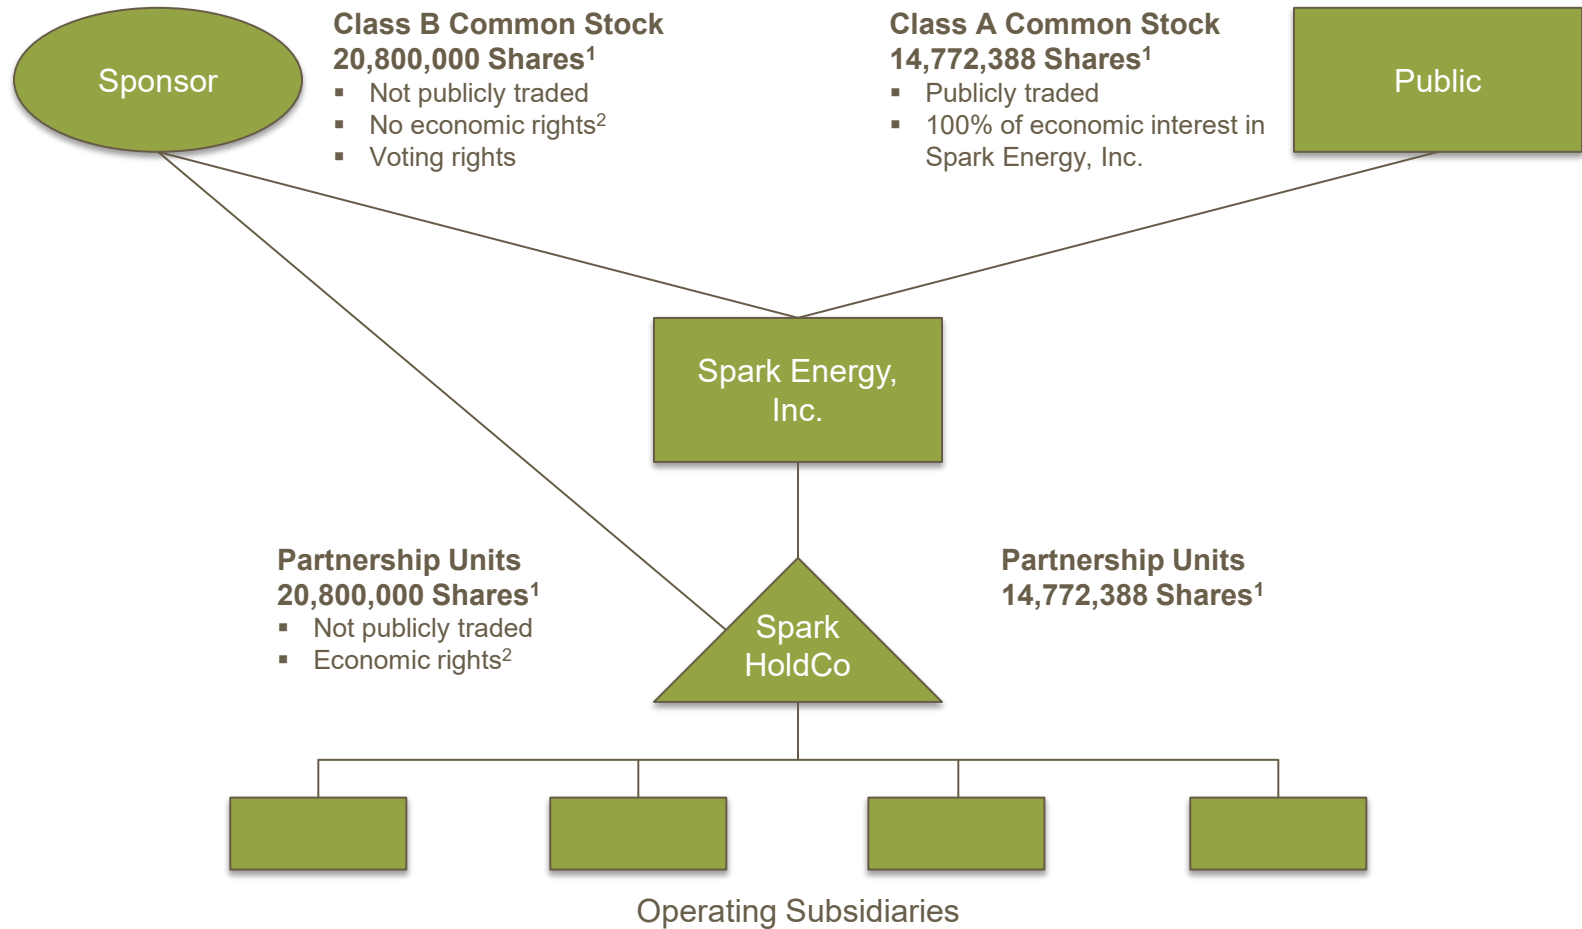 Sponsor
Class B Common Stock
20,800,000 Shares¹
▪ Not publicly traded
▪ No economic rights²
▪ Voting rights
Class A Common Stock
14,772,388 Shares¹
▪ Publicly traded
▪ 100% of economic interest in
Spark Energy, Inc.
Public
Spark Energy,
Inc.
Partnership Units
20,800,000 Shares¹
▪ Not publicly traded
▪ Economic rights²
Spark
HoldCo
Partnership Units
14,772,388 Shares¹
Operating Subsidiaries